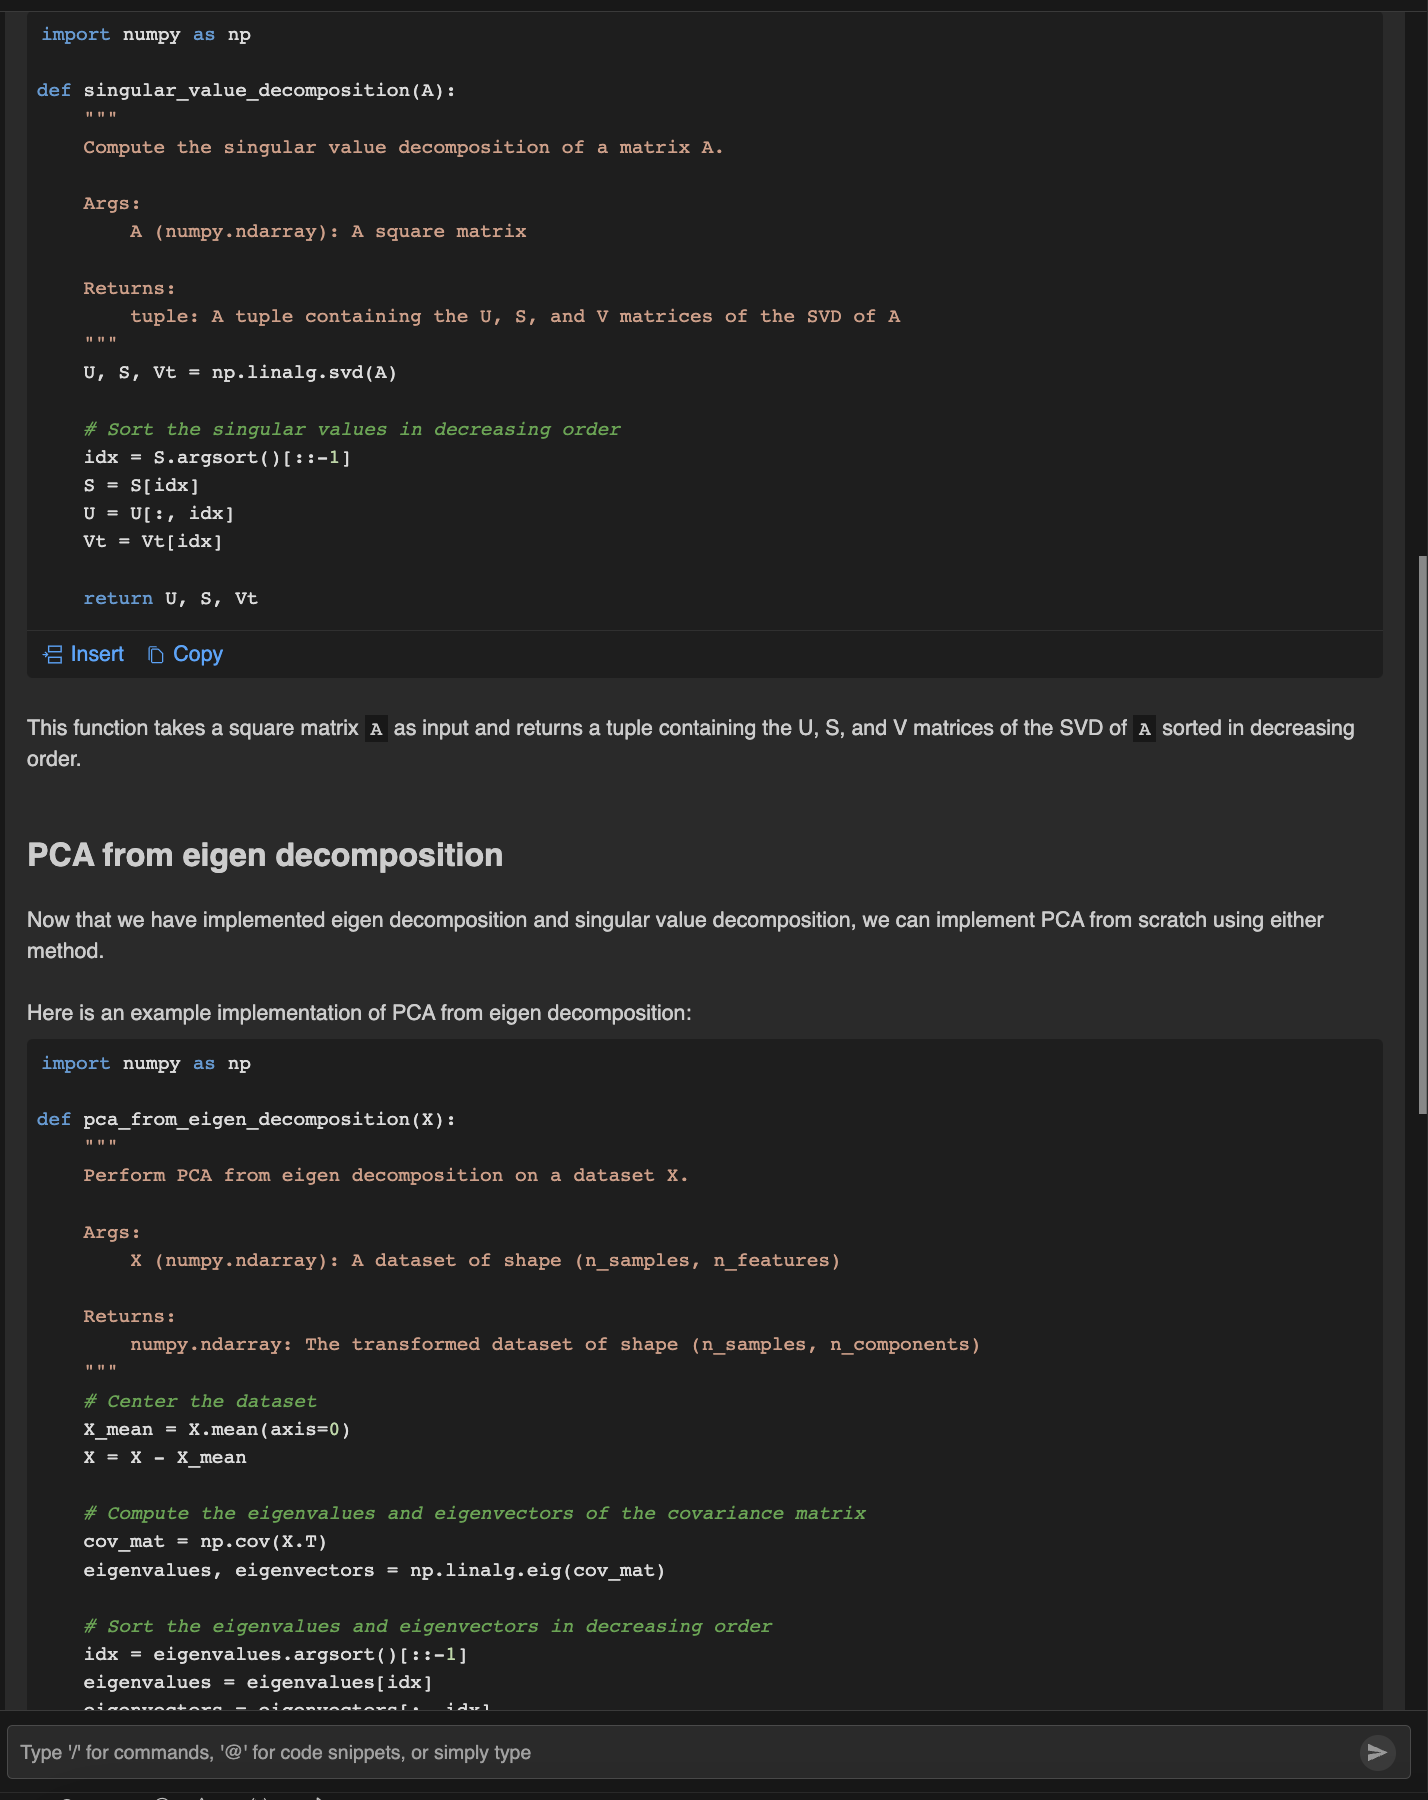 import numpy as np
def singular_value_decomposition(A):
"""
Compute the singular value decomposition of a matrix A.
Args:
A (numpy.ndarray): A square matrix
Returns:
tuple: A tuple containing the U, S, and V matrices of the SVD of A
"""
U, S, Vt = np.linalg.svd(A)
# Sort the singular values in decreasing order
idx = S.argsort()[::-1]
S = S[idx]
U = U[:, idx]
Vt = Vt[idx]
return U, S, Vt
Insert Copy
This function takes a square matrix A as input and returns a tuple containing the U, S, and V matrices of the SVD of A sorted in decreasing
order.
PCA from eigen decomposition
Now that we have implemented eigen decomposition and singular value decomposition, we can implement PCA from scratch using either
method.
Here is an example implementation of PCA from eigen decomposition:
import numpy as np
def pca_from_eigen_decomposition(X):
"""
Perform PCA from eigen decomposition on a dataset X.
Args:
X (numpy.ndarray): A dataset of shape (n_samples, n_features)
Returns:
numpy.ndarray: The transformed dataset of shape (n_samples, n_components)
"""
# Center the dataset
X_mean = X.mean(axis=0)
X = X - X_mean
# Compute the eigenvalues and eigenvectors of the covariance matrix
cov_mat = np.cov(X.T)
eigenvalues, eigenvectors = np.linalg.eig(cov_mat)
# Sort the eigenvalues and eigenvectors in decreasing order
idx = eigenvalues.argsort()[::-1]
eigenvalues = eigenvalues[idx]
eigenvectors = eigenvectors[:, idx]
Type '/' for commands, '@' for code snippets, or simply type